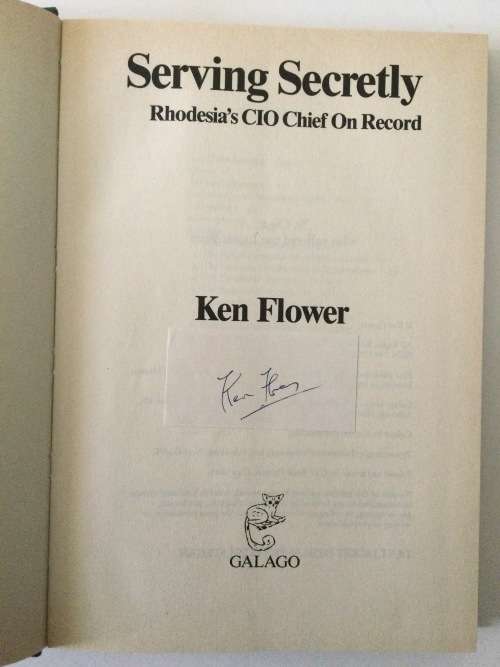 Serving Secretly
Rhodesia's CIO Chief On Record
Ken Flower
Ken Flower
GALAGO